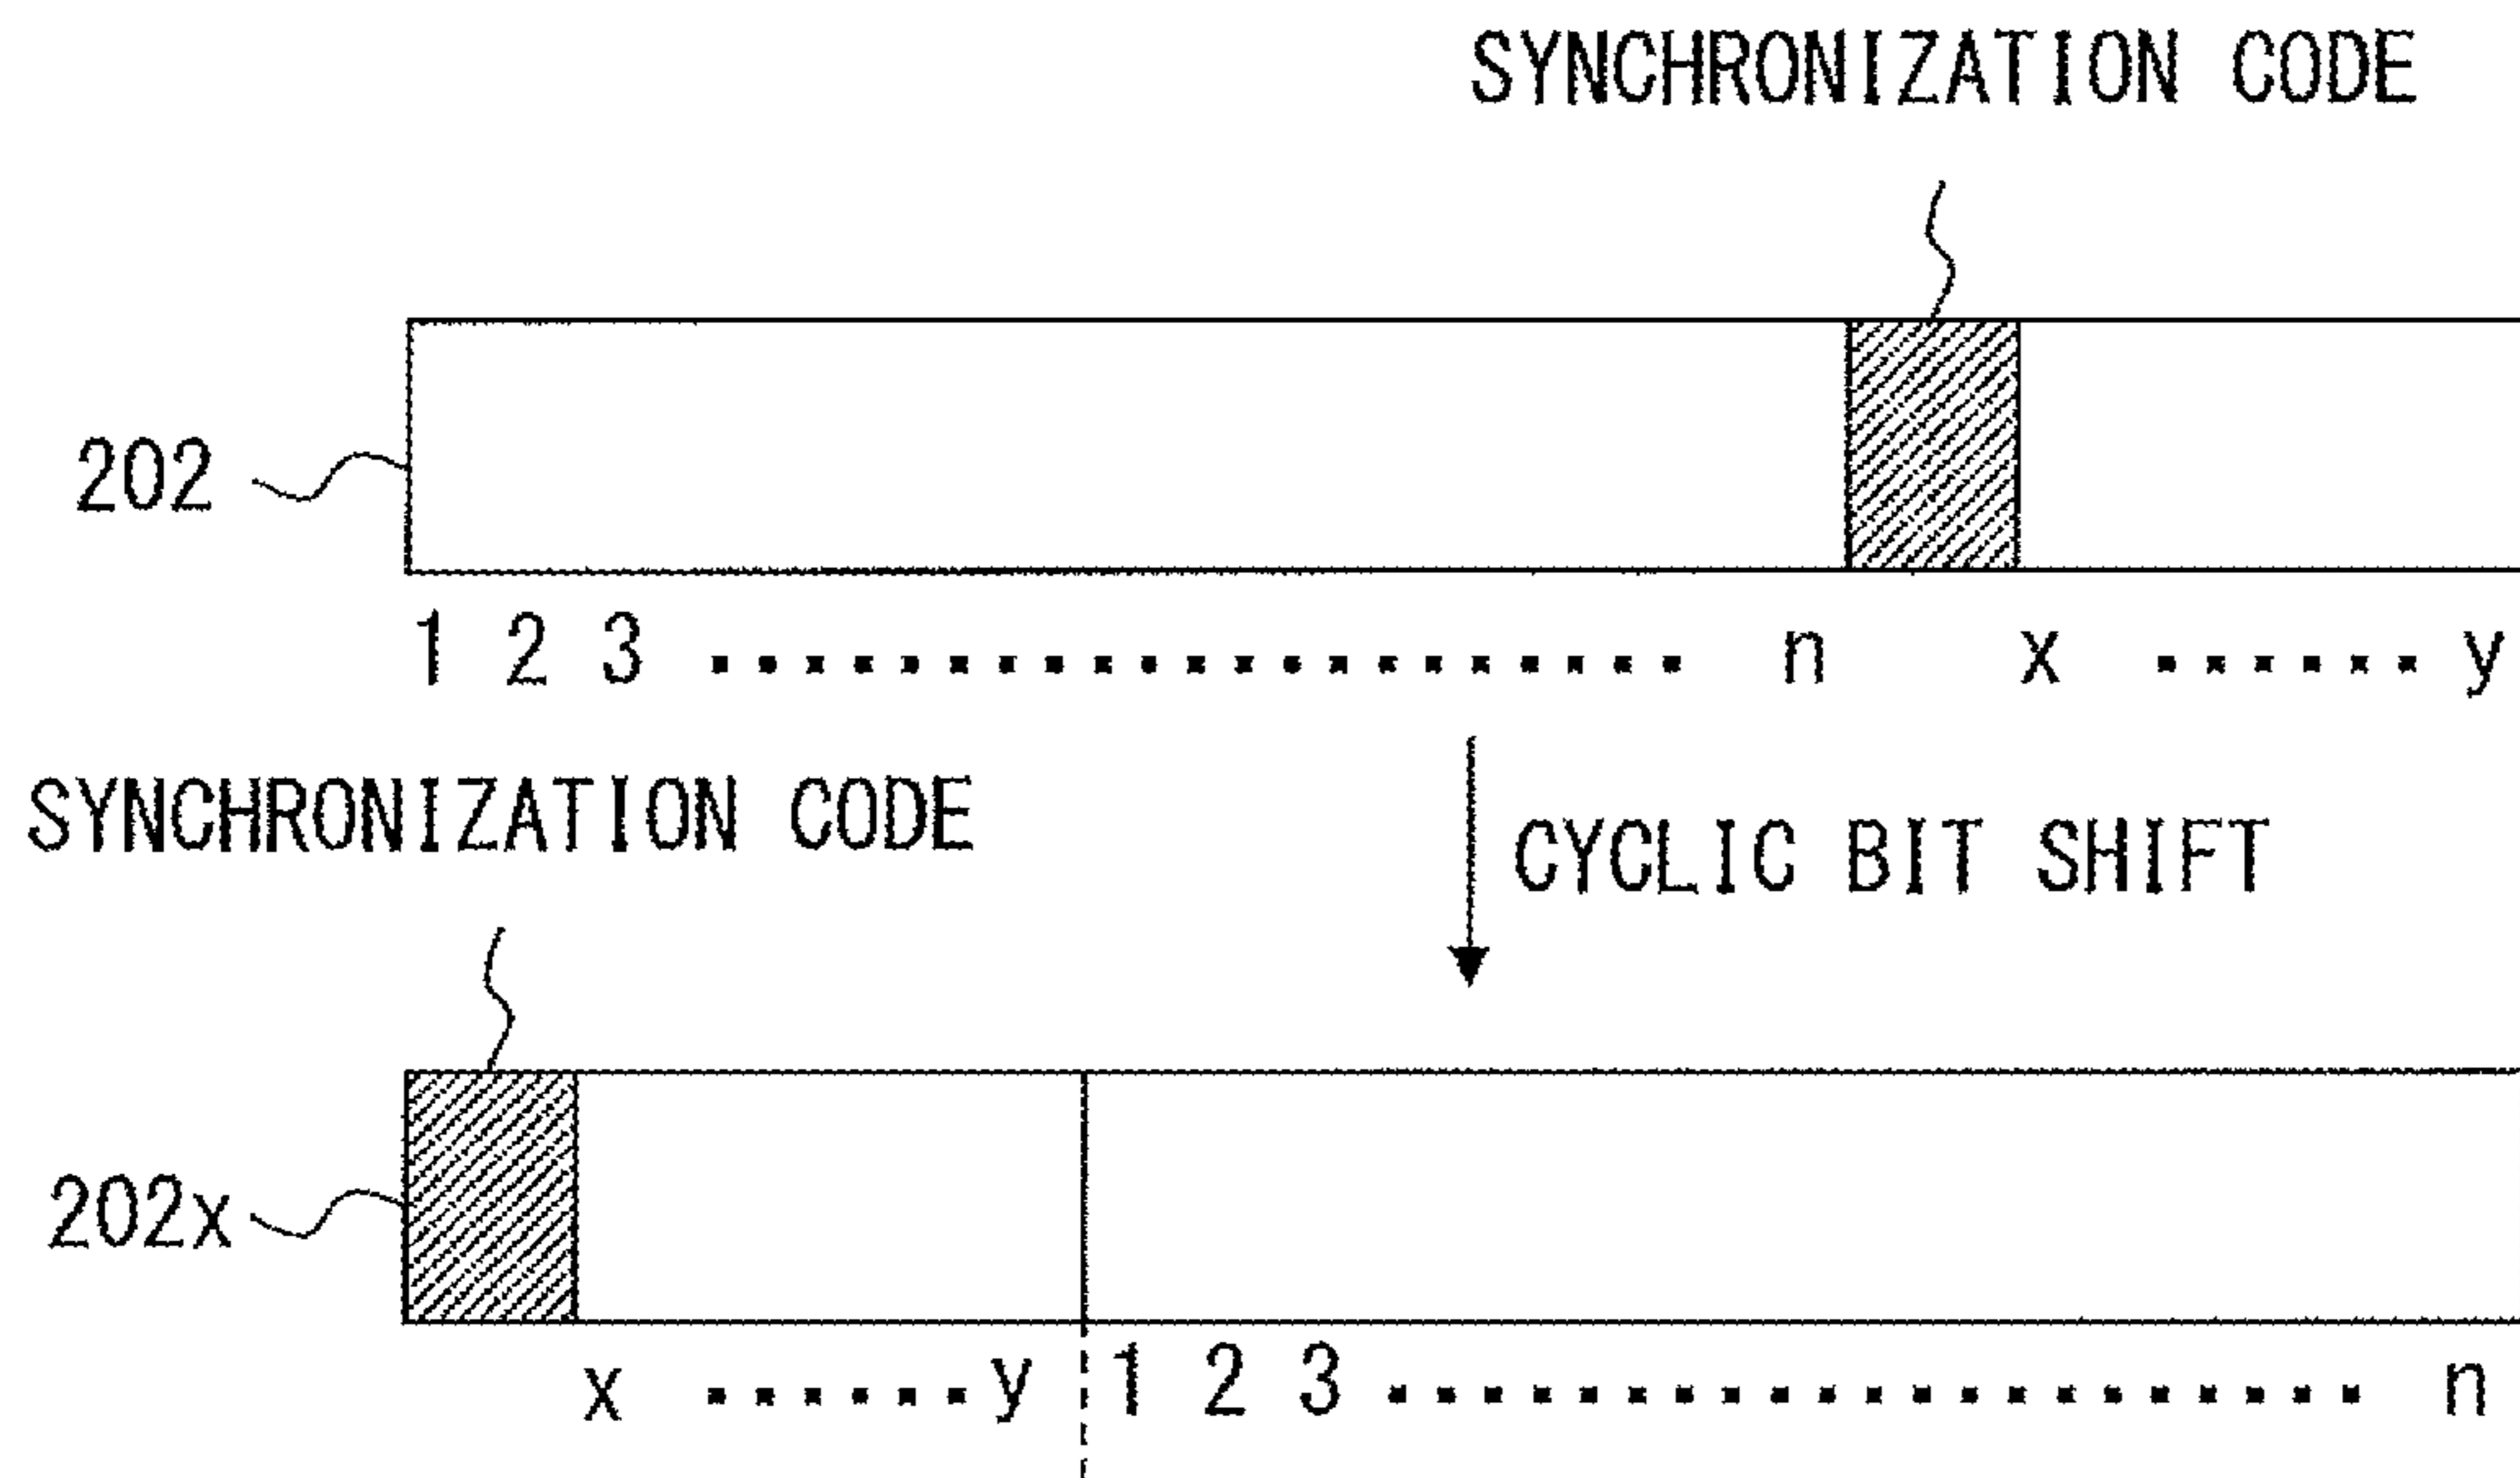 SYNCHRONIZATION CODE
202
1 2 3 ..................... n x ...... y
SYNCHRONIZATION CODE
CYCLIC BIT SHIFT
202x
x ...... y 1 2 3 ..................... n